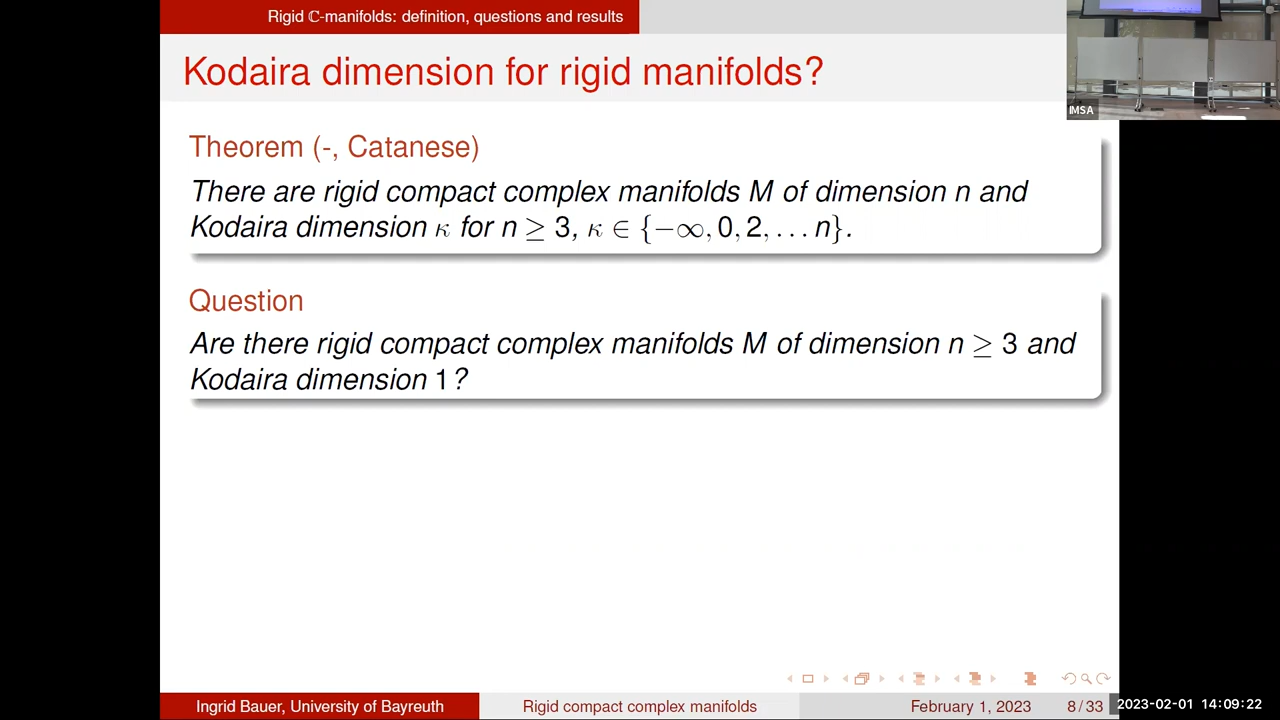 Rigid ℂ-manifolds: definition, questions and results
Kodaira dimension for rigid manifolds?
IMSA
Theorem (-, Catanese)
There are rigid compact complex manifolds M of dimension n and
Kodaira dimension κ for n ≥ 3, κ ∈ {−∞, 0, 2, . . . n}.
Question
Are there rigid compact complex manifolds M of dimension n ≥ 3 and
Kodaira dimension 1?
Ingrid Bauer, University of Bayreuth
Rigid compact complex manifolds
February 1, 2023
8 / 33
2023-02-01 14:09:22